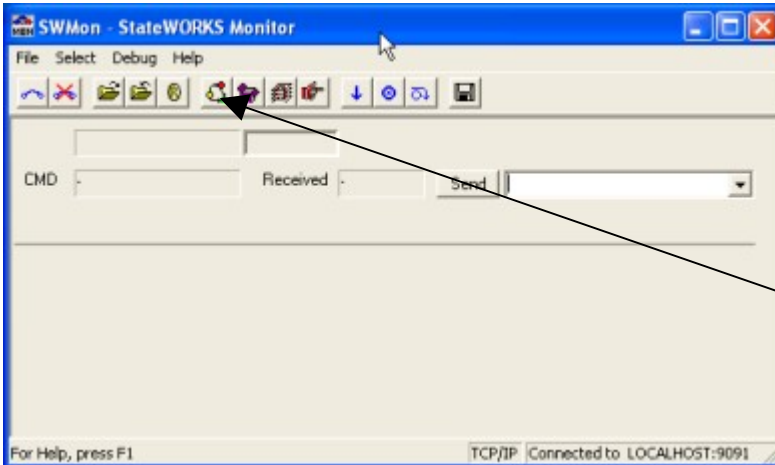 SWMon - StateWORKS Monitor
File Select Debug Help
CMD - Received - Send
For Help, press F1 TCP/IP Connected to LOCALHOST:9091